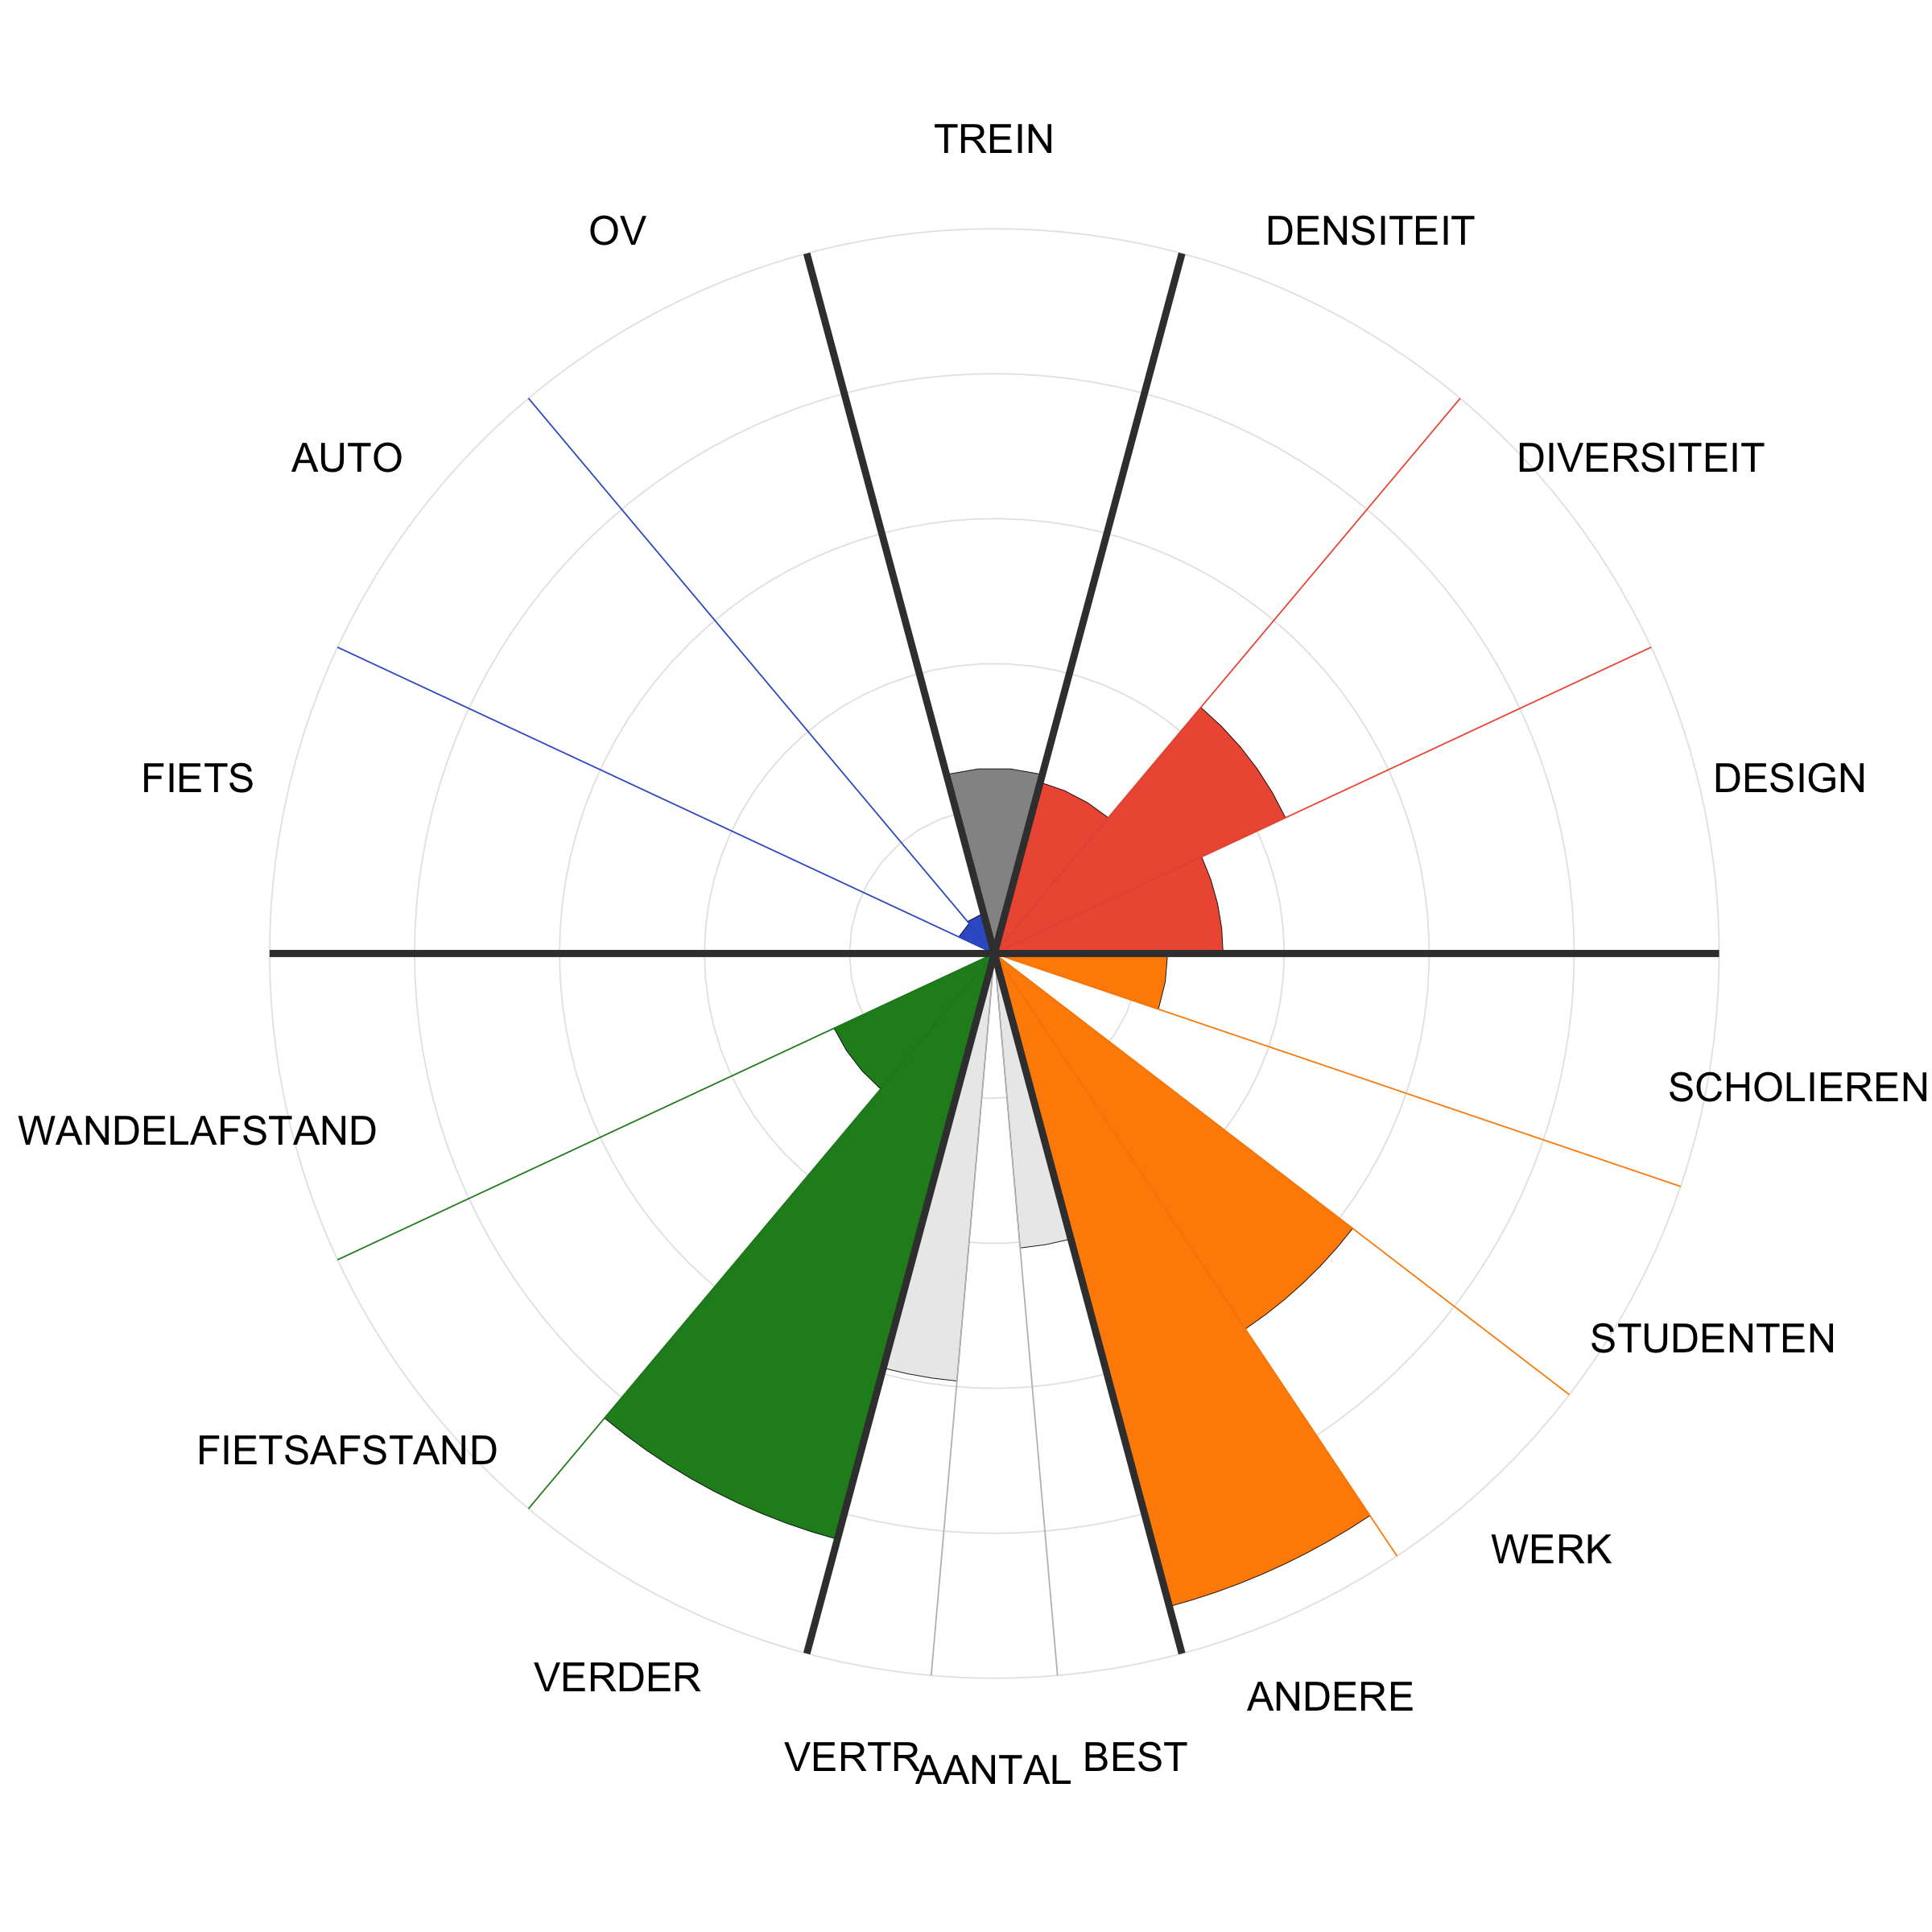 TREIN
OV
DENSITEIT
AUTO
DIVERSITEIT
FIETS
DESIGN
SCHOLIEREN
WANDELAFSTAND
STUDENTEN
FIETSAFSTAND
WERK
VERDER
ANDERE
VERTR
AANTAL
BEST